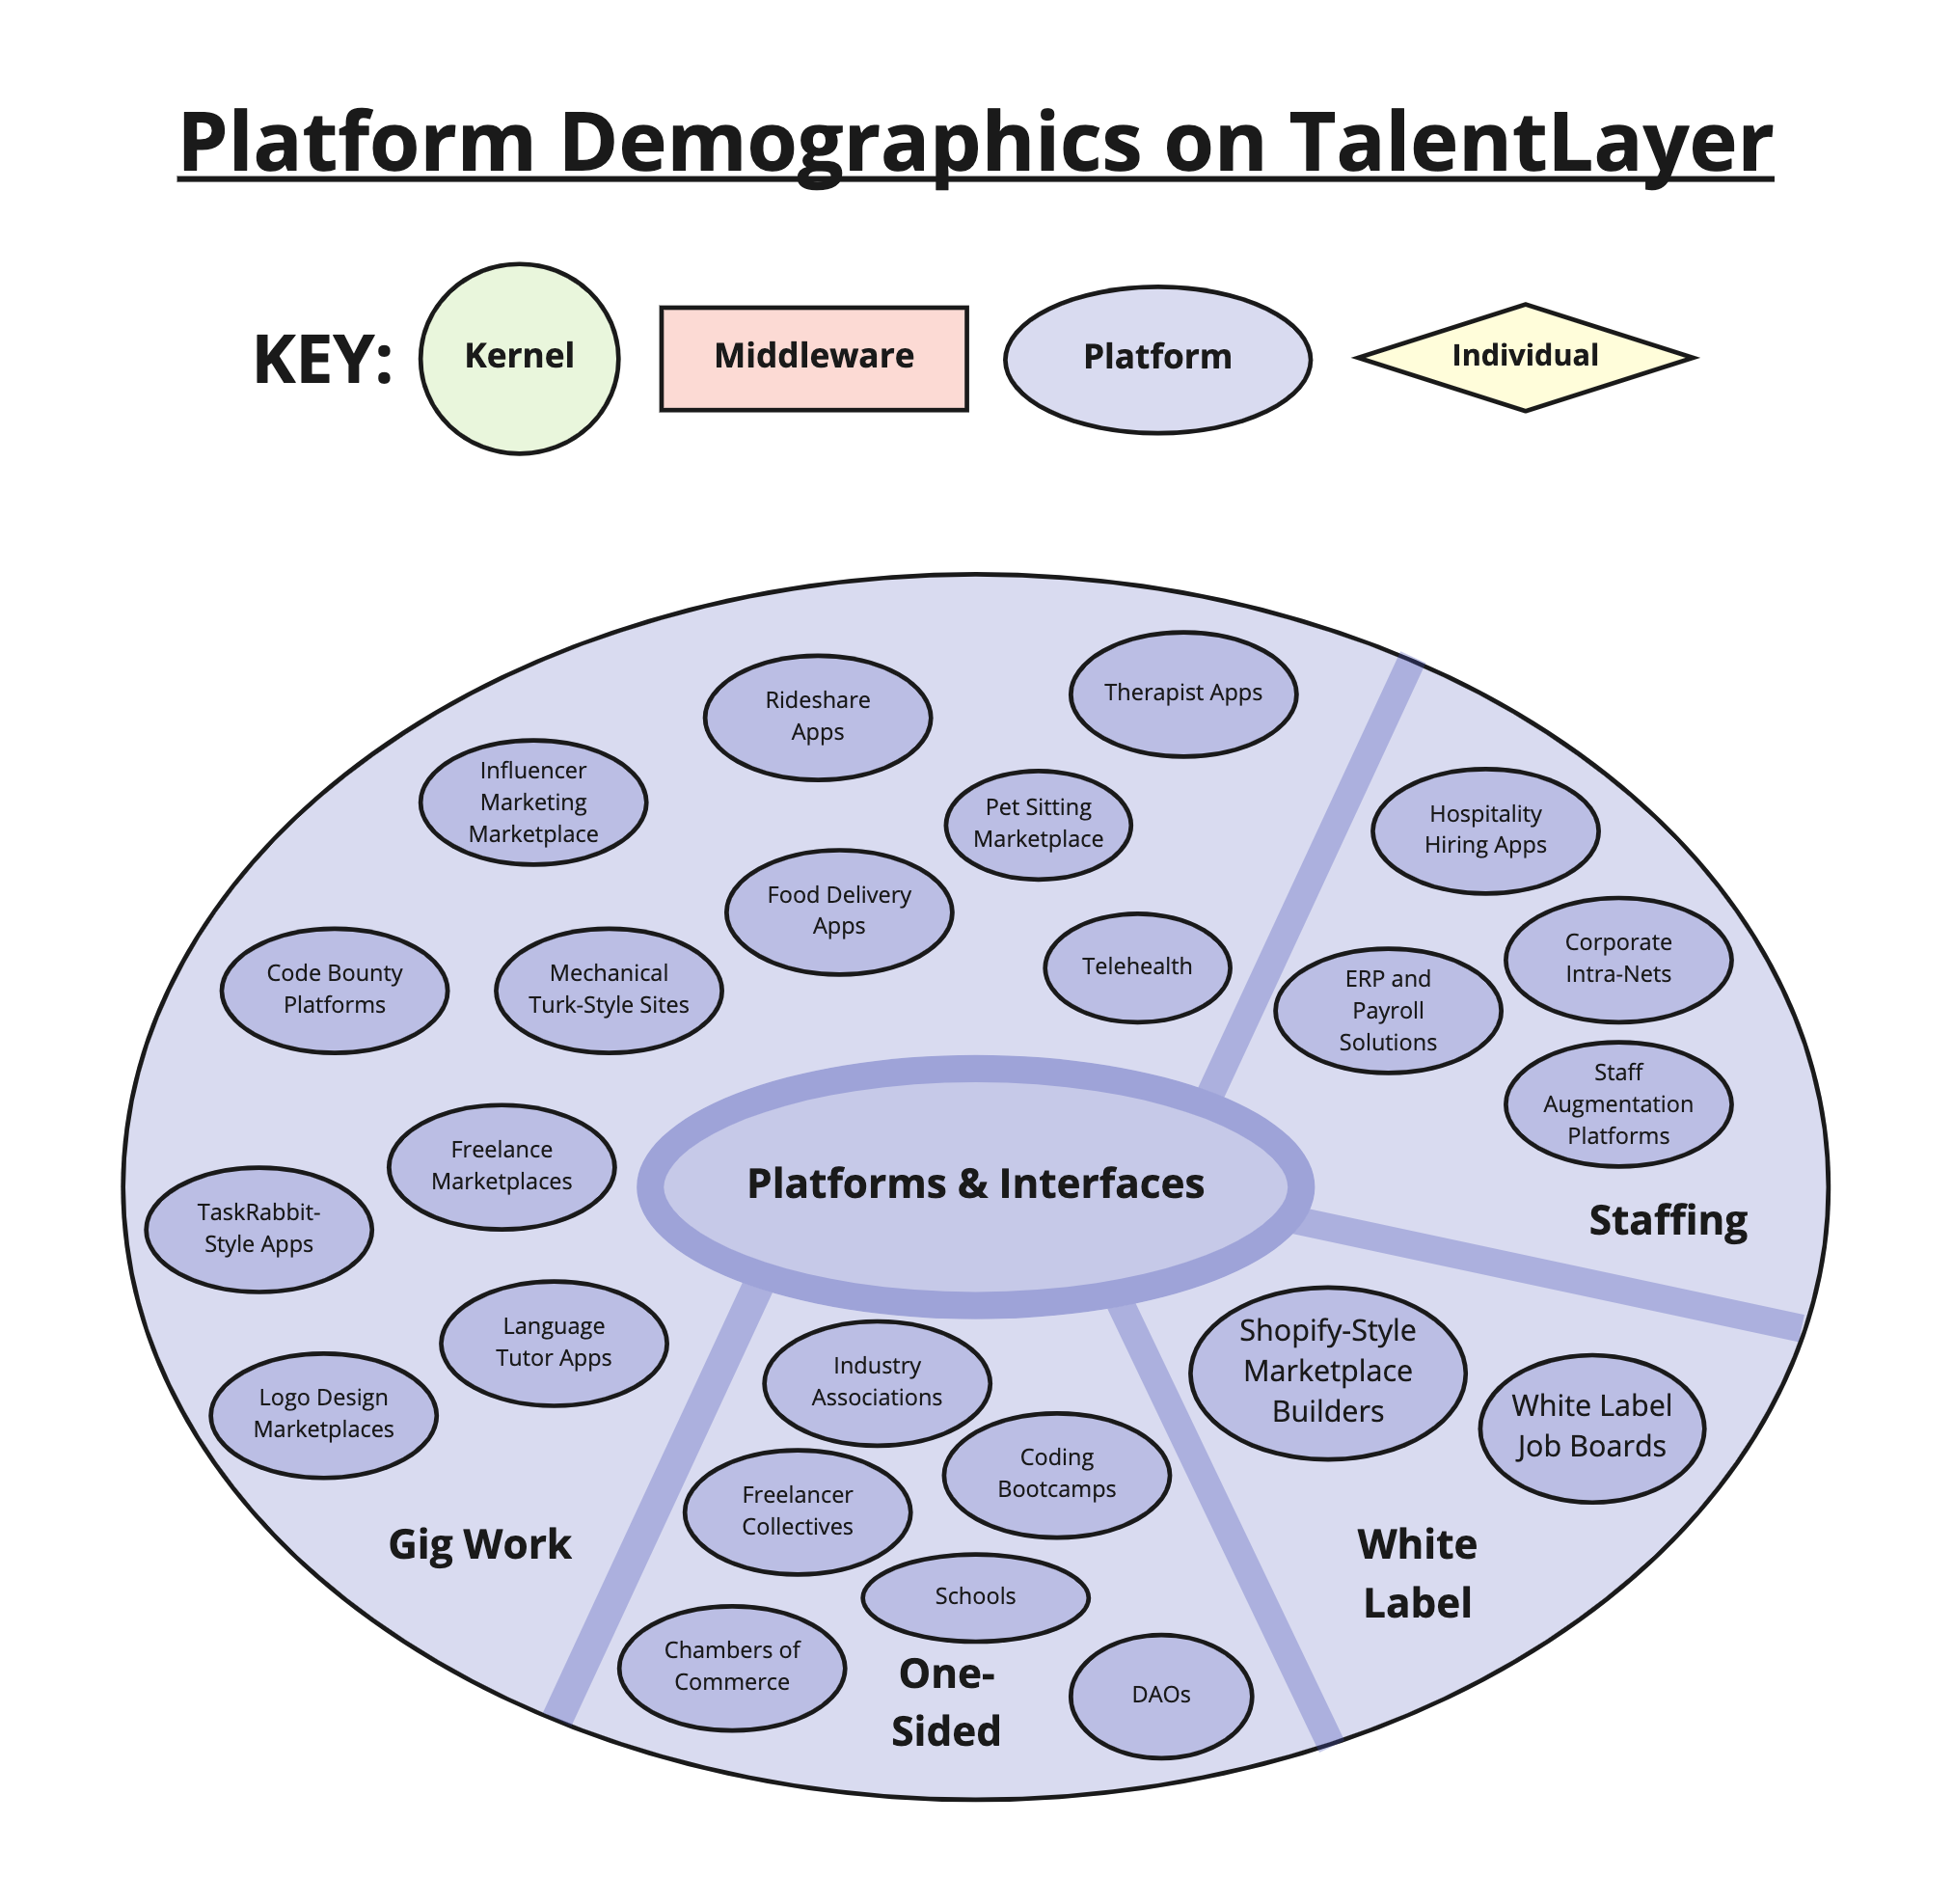 Platform Demographics on TalentLayer
KEY:
Kernel
Middleware
Platform
Individual
Rideshare
Apps
Therapist Apps
Influencer
Marketing
Marketplace
Pet Sitting
Marketplace
Food Delivery
Apps
Code Bounty
Platforms
Mechanical
Turk-Style Sites
Telehealth
Freelance
Marketplaces
TaskRabbit-
Style Apps
Language
Tutor Apps
Logo Design
Marketplaces
Gig Work
Hospitality
Hiring Apps
Corporate
Intra-Nets
ERP and
Payroll
Solutions
Staff
Augmentation
Platforms
Staffing
Platforms & Interfaces
Industry
Associations
Coding
Bootcamps
Freelancer
Collectives
Schools
Chambers of
Commerce
One-
Sided
DAOs
Shopify-Style
Marketplace
Builders
White Label
Job Boards
White
Label